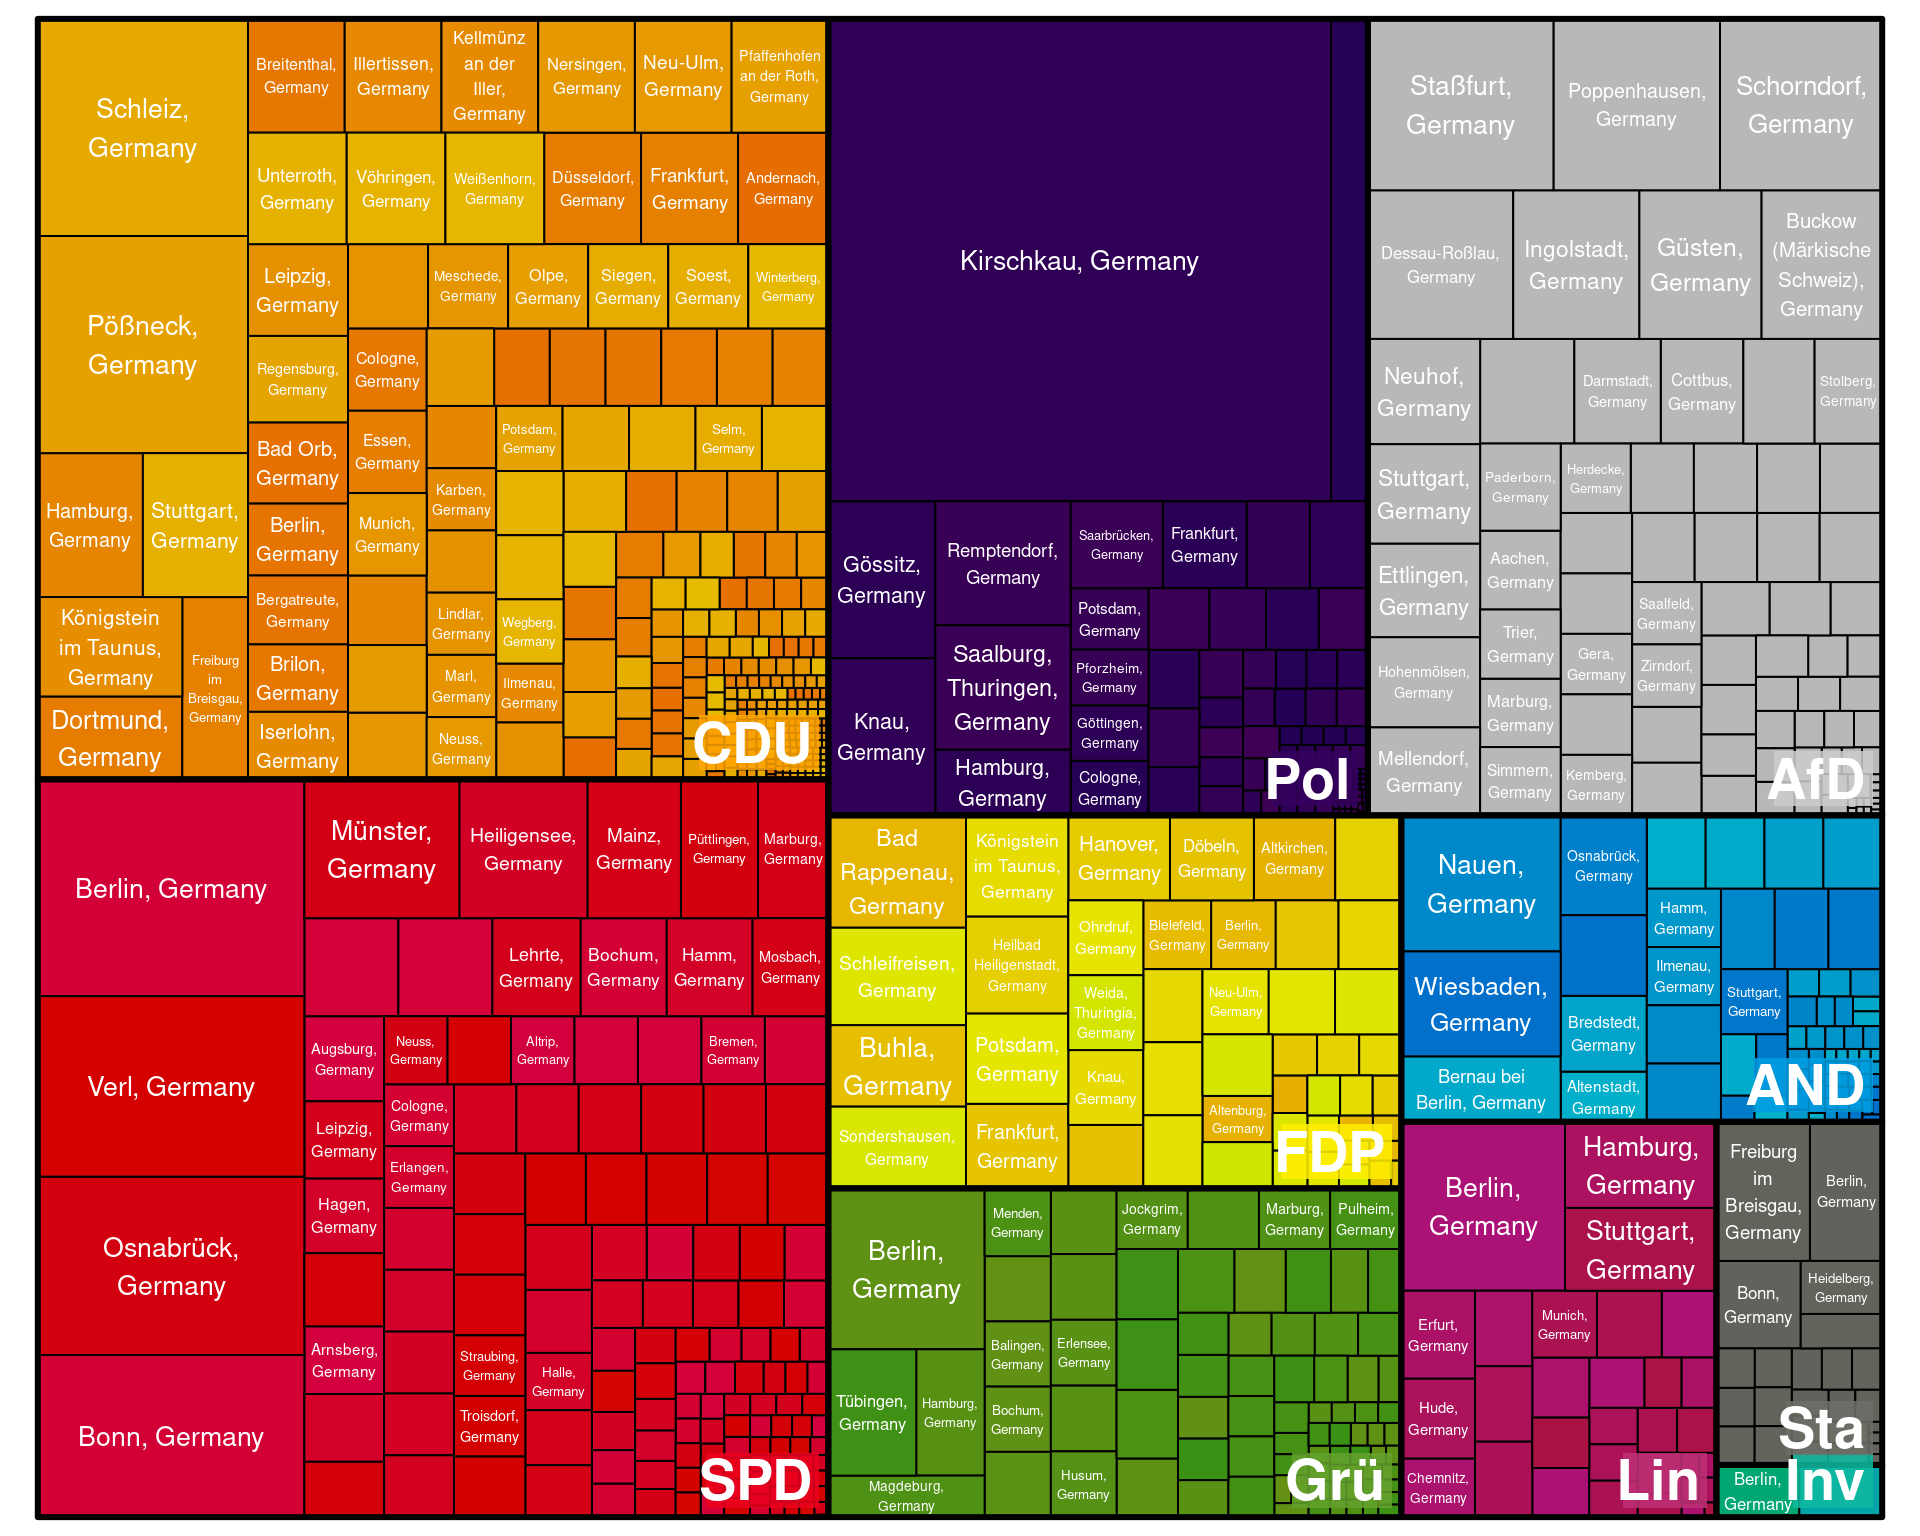 Schleiz,
Germany
Pößneck,
Germany
Hamburg,
Germany
Stuttgart,
Germany
Königstein
im Taunus,
Germany
Freiburg
im
Breisgau,
Germany
Dortmund,
Germany
Breitenthal,
Germany
Illertissen,
Germany
Kellmünz
an der
Iller,
Germany
Nersingen,
Germany
Neu-Ulm,
Germany
Pfaffenhofen
an der Roth,
Germany
Unterroth,
Germany
Vöhringen,
Germany
Weißenhorn,
Germany
Düsseldorf,
Germany
Frankfurt,
Germany
Andernach,
Germany
Leipzig,
Germany
Regensburg,
Germany
Bad Orb,
Germany
Berlin,
Germany
Bergatreute,
Germany
Brilon,
Germany
Iserlohn,
Germany
Meschede,
Germany
Olpe,
Germany
Siegen,
Germany
Soest,
Germany
Winterberg,
Germany
Cologne,
Germany
Essen,
Germany
Munich,
Germany
Karben,
Germany
Lindlar,
Germany
Marl,
Germany
Neuss,
Germany
Potsdam,
Germany
Selm,
Germany
Wegberg,
Germany
Ilmenau,
Germany
CDU
Kirschkau, Germany
Gössitz,
Germany
Knau,
Germany
Remptendorf,
Germany
Saalburg,
Thuringen,
Germany
Hamburg,
Germany
Saarbrücken,
Germany
Frankfurt,
Germany
Potsdam,
Germany
Pforzheim,
Germany
Göttingen,
Germany
Cologne,
Germany
Pol
Staßfurt,
Germany
Poppenhausen,
Germany
Schorndorf,
Germany
Dessau-Roßlau,
Germany
Ingolstadt,
Germany
Güsten,
Germany
Buckow
(Märkische
Schweiz),
Germany
Neuhof,
Germany
Stuttgart,
Germany
Ettlingen,
Germany
Hohenmölsen,
Germany
Mellendorf,
Germany
Darmstadt,
Germany
Cottbus,
Germany
Stolberg,
Germany
Paderborn,
Germany
Aachen,
Germany
Trier,
Germany
Marburg,
Germany
Simmern,
Germany
Herdecke,
Germany
Gera,
Germany
Kemberg,
Germany
Saalfeld,
Germany
Zirndorf,
Germany
AfD
Berlin, Germany
Verl, Germany
Osnabrück,
Germany
Bonn, Germany
Münster,
Germany
Heiligensee,
Germany
Mainz,
Germany
Püttlingen,
Germany
Marburg,
Germany
Lehrte,
Germany
Bochum,
Germany
Hamm,
Germany
Mosbach,
Germany
Augsburg,
Germany
Leipzig,
Germany
Hagen,
Germany
Arnsberg,
Germany
Neuss,
Germany
Altrip,
Germany
Bremen,
Germany
Cologne,
Germany
Erlangen,
Germany
Straubing,
Germany
Troisdorf,
Germany
Halle,
Germany
SPD
Bad
Rappenau,
Germany
Schleifreisen,
Germany
Buhla,
Germany
Sondershausen,
Germany
Königstein
im Taunus,
Germany
Heilbad
Heiligenstadt,
Germany
Potsdam,
Germany
Frankfurt,
Germany
Hanover,
Germany
Döbeln,
Germany
Altkirchen,
Germany
Ohrdruf,
Germany
Weida,
Thuringia,
Germany
Knau,
Germany
Bielefeld,
Germany
Berlin,
Germany
Neu-Ulm,
Germany
Altenburg,
Germany
FDP
Nauen,
Germany
Wiesbaden,
Germany
Bernau bei
Berlin, Germany
Osnabrück,
Germany
Bredstedt,
Germany
Altenstadt,
Germany
Hamm,
Germany
Ilmenau,
Germany
Stuttgart,
Germany
AND
Berlin,
Germany
Tübingen,
Germany
Hamburg,
Germany
Magdeburg,
Germany
Menden,
Germany
Balingen,
Germany
Bochum,
Germany
Erlensee,
Germany
Husum,
Germany
Jockgrim,
Germany
Marburg,
Germany
Pulheim,
Germany
Grü
Berlin,
Germany
Hamburg,
Germany
Stuttgart,
Germany
Erfurt,
Germany
Hude,
Germany
Chemnitz,
Germany
Munich,
Germany
Lin
Freiburg
im
Breisgau,
Germany
Berlin,
Germany
Bonn,
Germany
Heidelberg,
Germany
Sta
Berlin,
Germany
Inv